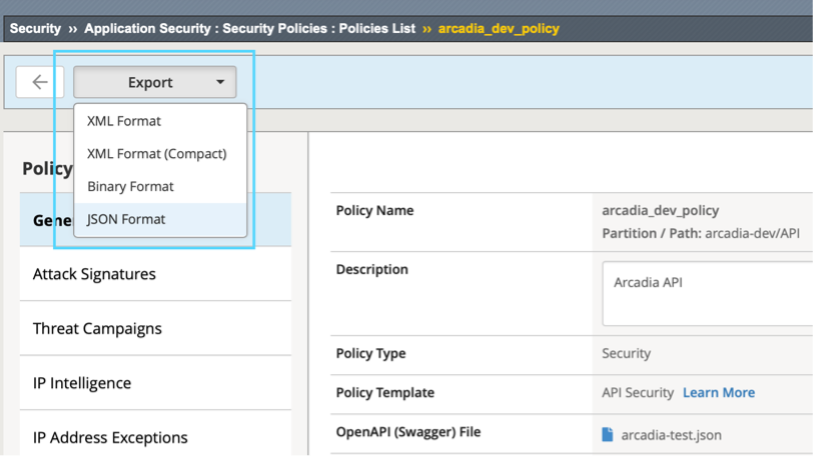 Security ›› Application Security : Security Policies : Policies List ›› arcadia_dev_policy
Export
XML Format
XML Format (Compact)
Binary Format
JSON Format
Policy
Gene
Attack Signatures
Threat Campaigns
IP Intelligence
IP Address Exceptions
Policy Name
arcadia_dev_policy
Partition / Path: arcadia-dev/API
Description
Arcadia API
Policy Type
Security
Policy Template
API Security Learn More
OpenAPI (Swagger) File
arcadia-test.json